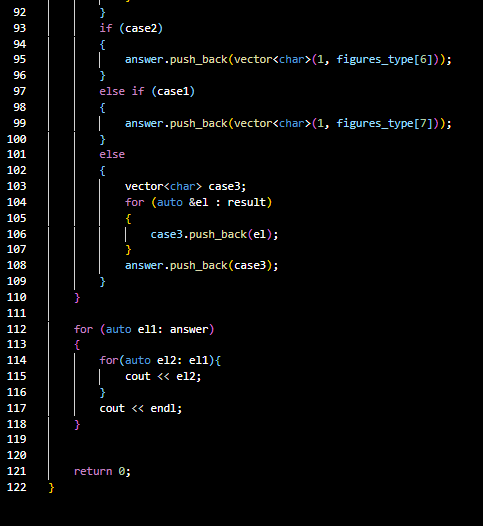 92 }
93 if (case2)
94 {
95 answer.push_back(vector<char>(1, figures_type[6]));
96 }
97 else if (case1)
98 {
99 answer.push_back(vector<char>(1, figures_type[7]));
100 }
101 else
102 {
103 vector<char> case3;
104 for (auto &el : result)
105 {
106 case3.push_back(el);
107 }
108 answer.push_back(case3);
109 }
110 }
111
112 for (auto el1: answer)
113 {
114 for(auto el2: el1){
115 cout << el2;
116 }
117 cout << endl;
118 }
119
120
121 return 0;
122 }